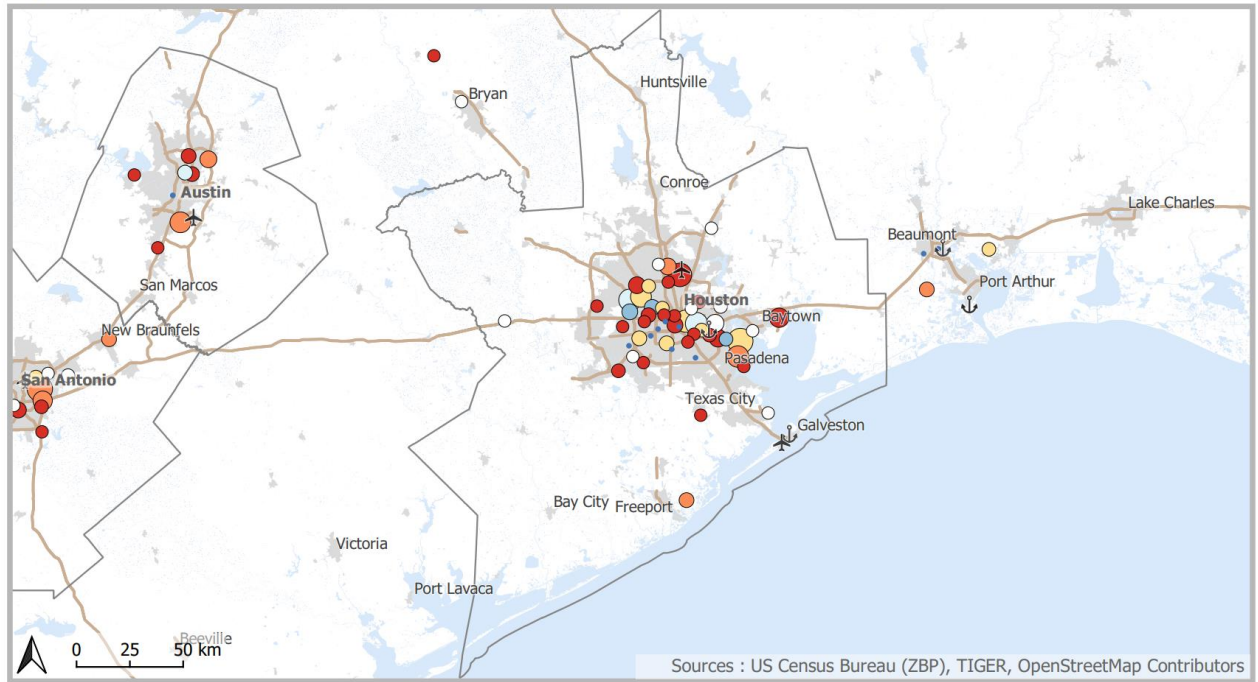 Huntsville
Bryan
Conroe
Austin
Lake Charles
Beaumont
San Marcos
Port Arthur
Houston
Baytown
New Braunfels
Pasadena
San Antonio
Texas City
Galveston
Bay City
Freeport
Victoria
Port Lavaca
Beeville
0 25 50 km
Sources : US Census Bureau (ZBP), TIGER, OpenStreetMap Contributors